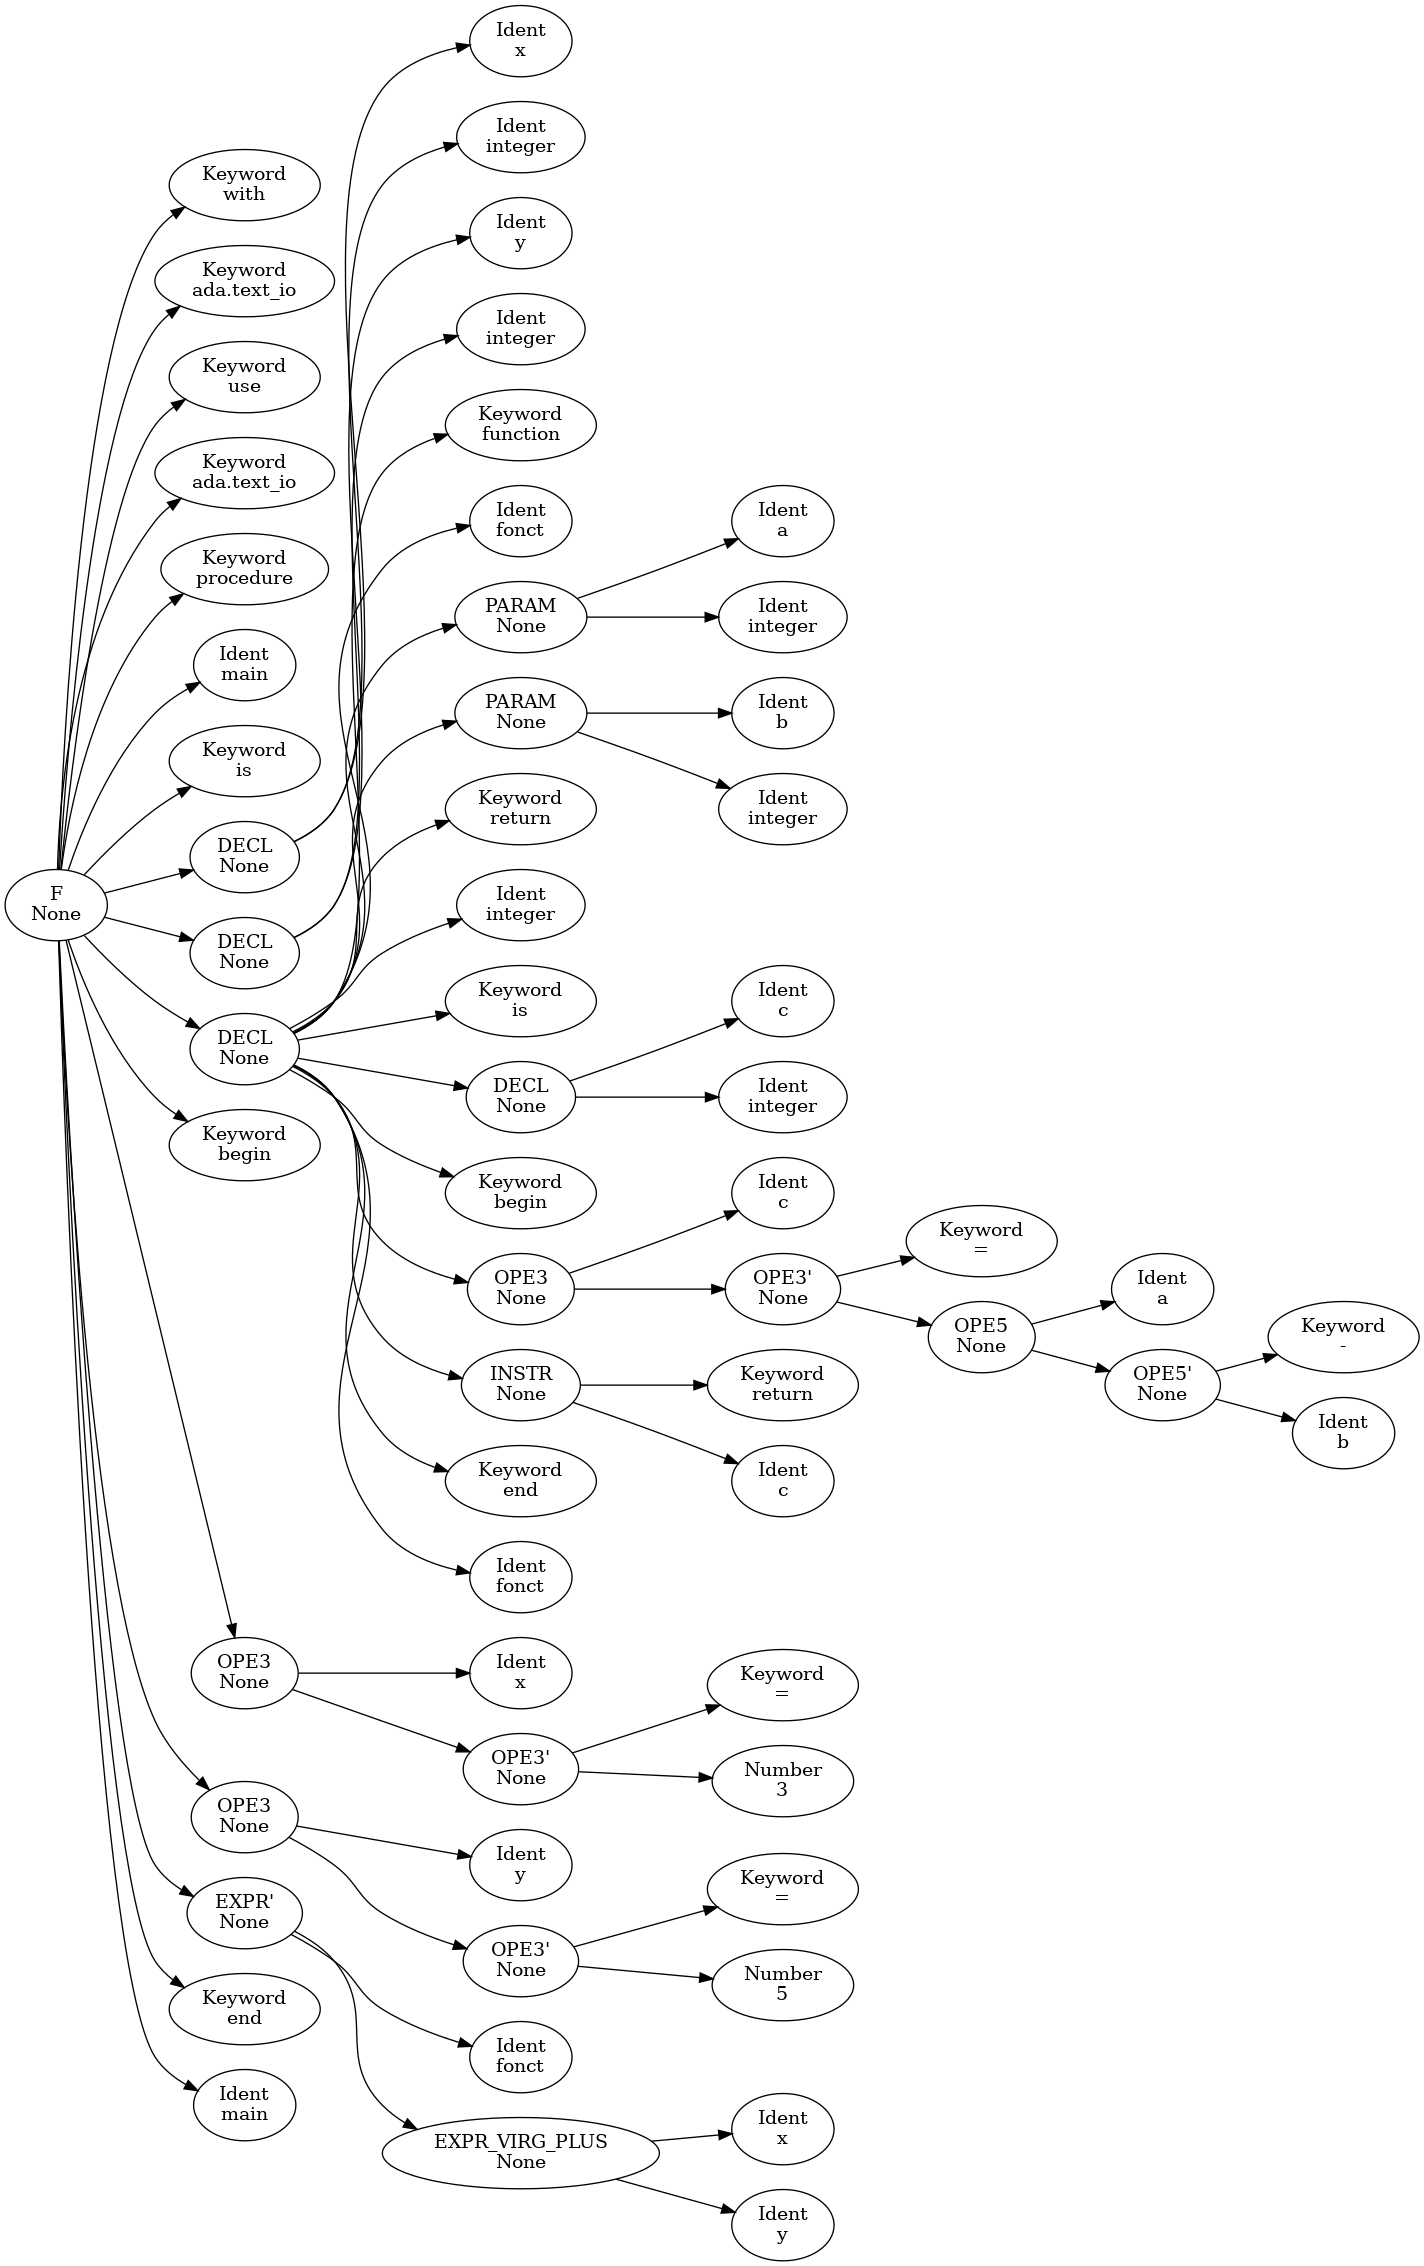 F
None
Keyword
with
Keyword
ada.text_io
Keyword
use
Keyword
ada.text_io
Keyword
procedure
Ident
main
Keyword
is
DECL
None
DECL
None
DECL
None
Keyword
begin
OPE3
None
OPE3
None
EXPR'
None
Keyword
end
Ident
main
Ident
x
Ident
integer
Ident
y
Ident
integer
Keyword
function
Ident
fonct
PARAM
None
PARAM
None
Keyword
return
Ident
integer
Keyword
is
DECL
None
Keyword
begin
OPE3
None
INSTR
None
Keyword
end
Ident
fonct
Ident
x
OPE3'
None
Ident
y
OPE3'
None
Ident
fonct
EXPR_VIRG_PLUS
None
Ident
a
Ident
integer
Ident
b
Ident
integer
Ident
c
Ident
integer
Ident
c
OPE3'
None
Keyword
return
Ident
c
Keyword
=
Number
3
Keyword
=
Number
5
Ident
x
Ident
y
Keyword
=
OPE5
None
Ident
a
OPE5'
None
Keyword
-
Ident
b